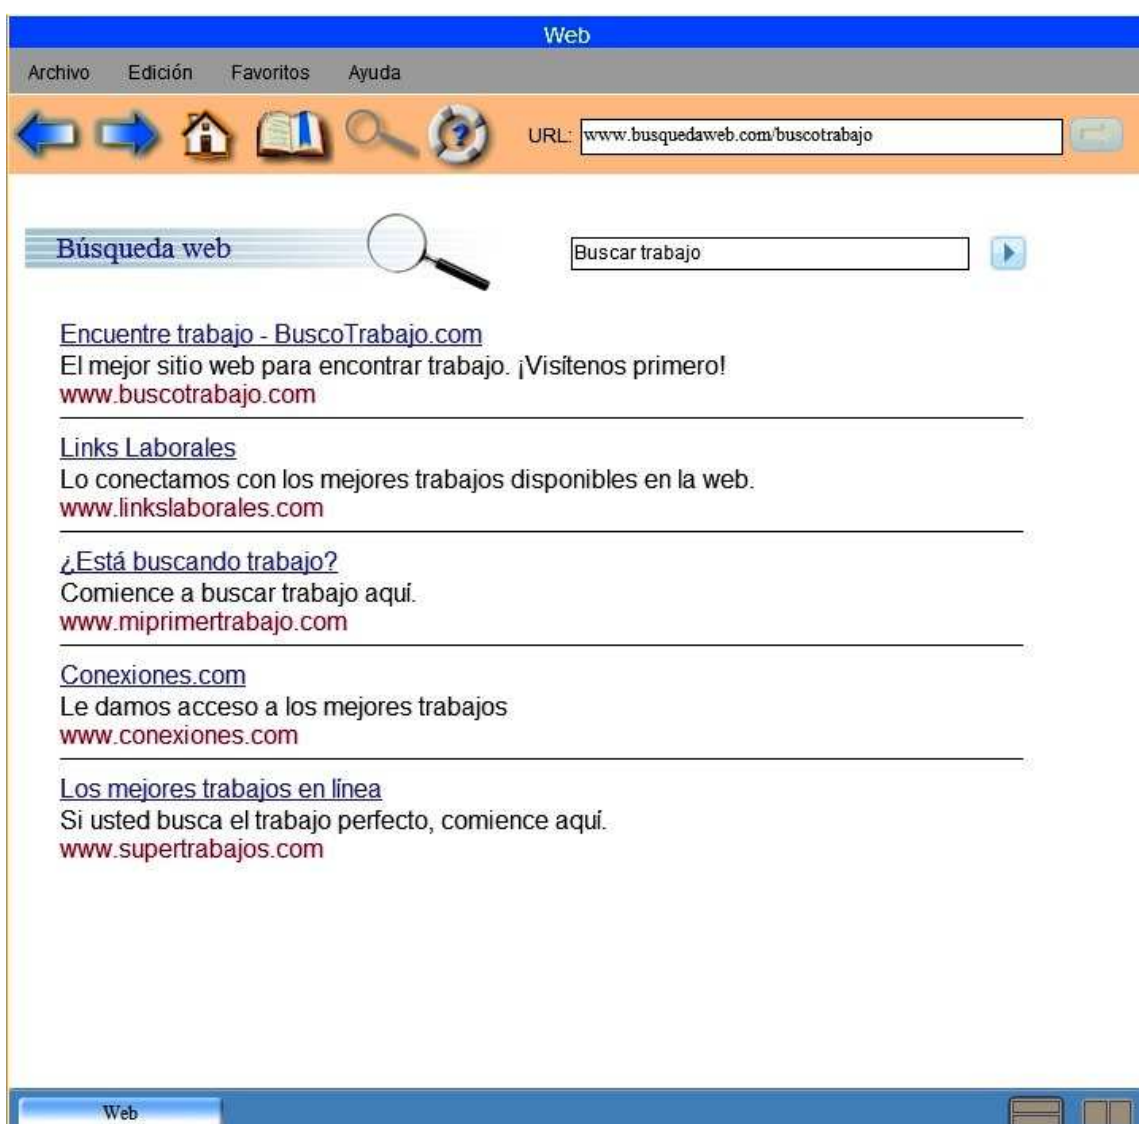 Web
Archivo Edición Favoritos Ayuda
URL: www.busquedaweb.com/buscotrabajo
Búsqueda web
Buscar trabajo
Encuentre trabajo - BuscoTrabajo.com
El mejor sitio web para encontrar trabajo. ¡Visítenos primero!
www.buscotrabajo.com
Links Laborales
Lo conectamos con los mejores trabajos disponibles en la web.
www.linkslaborales.com
¿Está buscando trabajo?
Comience a buscar trabajo aquí.
www.miprimertrabajo.com
Conexiones.com
Le damos acceso a los mejores trabajos
www.conexiones.com
Los mejores trabajos en línea
Si usted busca el trabajo perfecto, comience aquí.
www.supertrabajos.com
Web